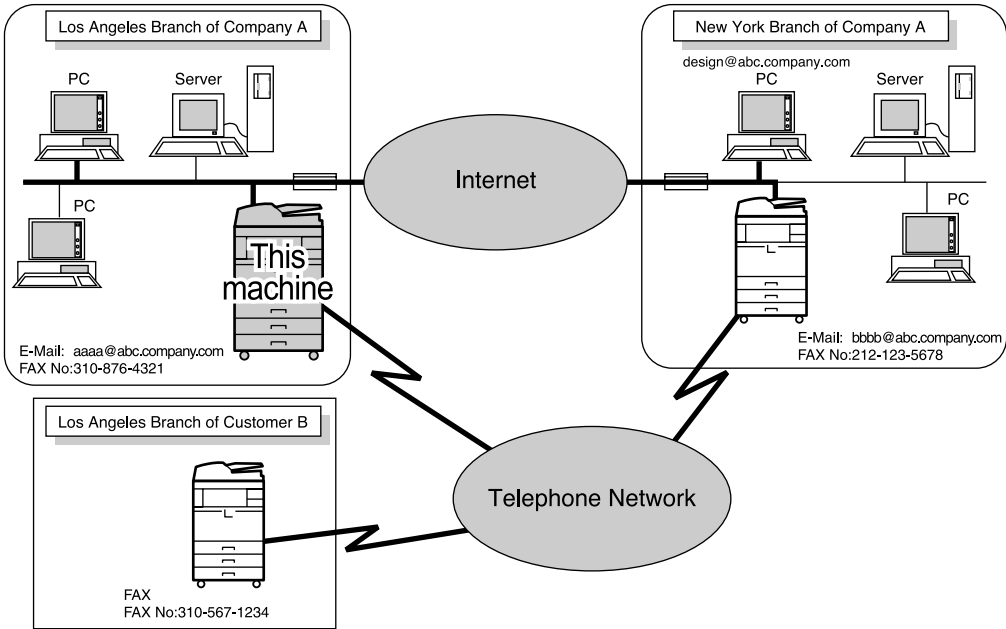 Los Angeles Branch of Company A
PC
Server
PC
This
machine
E-Mail: aaaa@abc.company.com
FAX No:310-876-4321
Internet
New York Branch of Company A
design@abc.company.com
PC
Server
PC
E-Mail: bbbb@abc.company.com
FAX No:212-123-5678
Los Angeles Branch of Customer B
FAX
FAX No:310-567-1234
Telephone Network